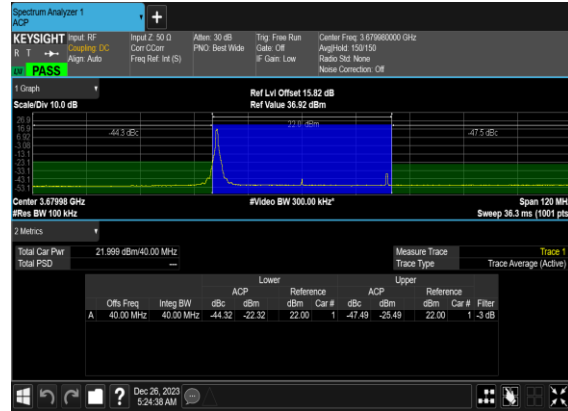 Spectrum Analyzer 1
ACP
KEYSIGHT Input: RF Input Z: 50 Ω Atten: 30 dB Trig: Free Run Center Freq: 3.679980000 GHz
R T Coupling: DC Corr CCorr PNO: Best Wide Gate: Off Avg|Hold: 150/150
Align: Auto Freq Ref: Int (S) IF Gain: Low Radio Std: None
PASS Noise Correction: Off
1 Graph Ref Lvl Offset 15.82 dB
Scale/Div 10.0 dB Ref Value 36.92 dBm
26.9
16.9 -44.3 dBc 22.0 dBm -47.5 dBc
6.92
-3.08
-13.1
-23.1
-33.1
-43.1
-53.1
Center 3.67998 GHz #Video BW 300.00 kHz* Span 120 MH
#Res BW 100 kHz Sweep 36.3 ms (1001 pts
2 Metrics
Total Car Pwr 21.999 dBm/40.00 MHz Measure Trace Trace 1
Total PSD --- Trace Type Trace Average (Active)
Lower Upper
ACP Reference ACP Reference
Offs Freq Integ BW dBc dBm dBm Car # dBc dBm dBm Car # Filter
A 40.00 MHz 40.00 MHz -44.32 -22.32 22.00 1 -47.49 -25.49 22.00 1 -3 dB
? Dec 26, 2023
5:24:38 AM